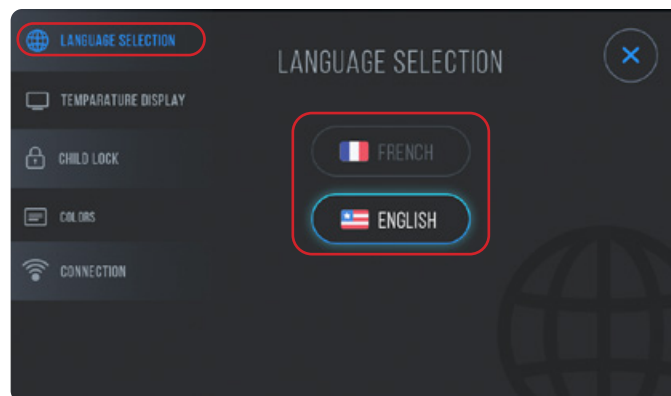 LANGUAGE SELECTION
TEMPARATURE DISPLAY
CHILD LOCK
COLORS
CONNECTION
LANGUAGE SELECTION
FRENCH
ENGLISH